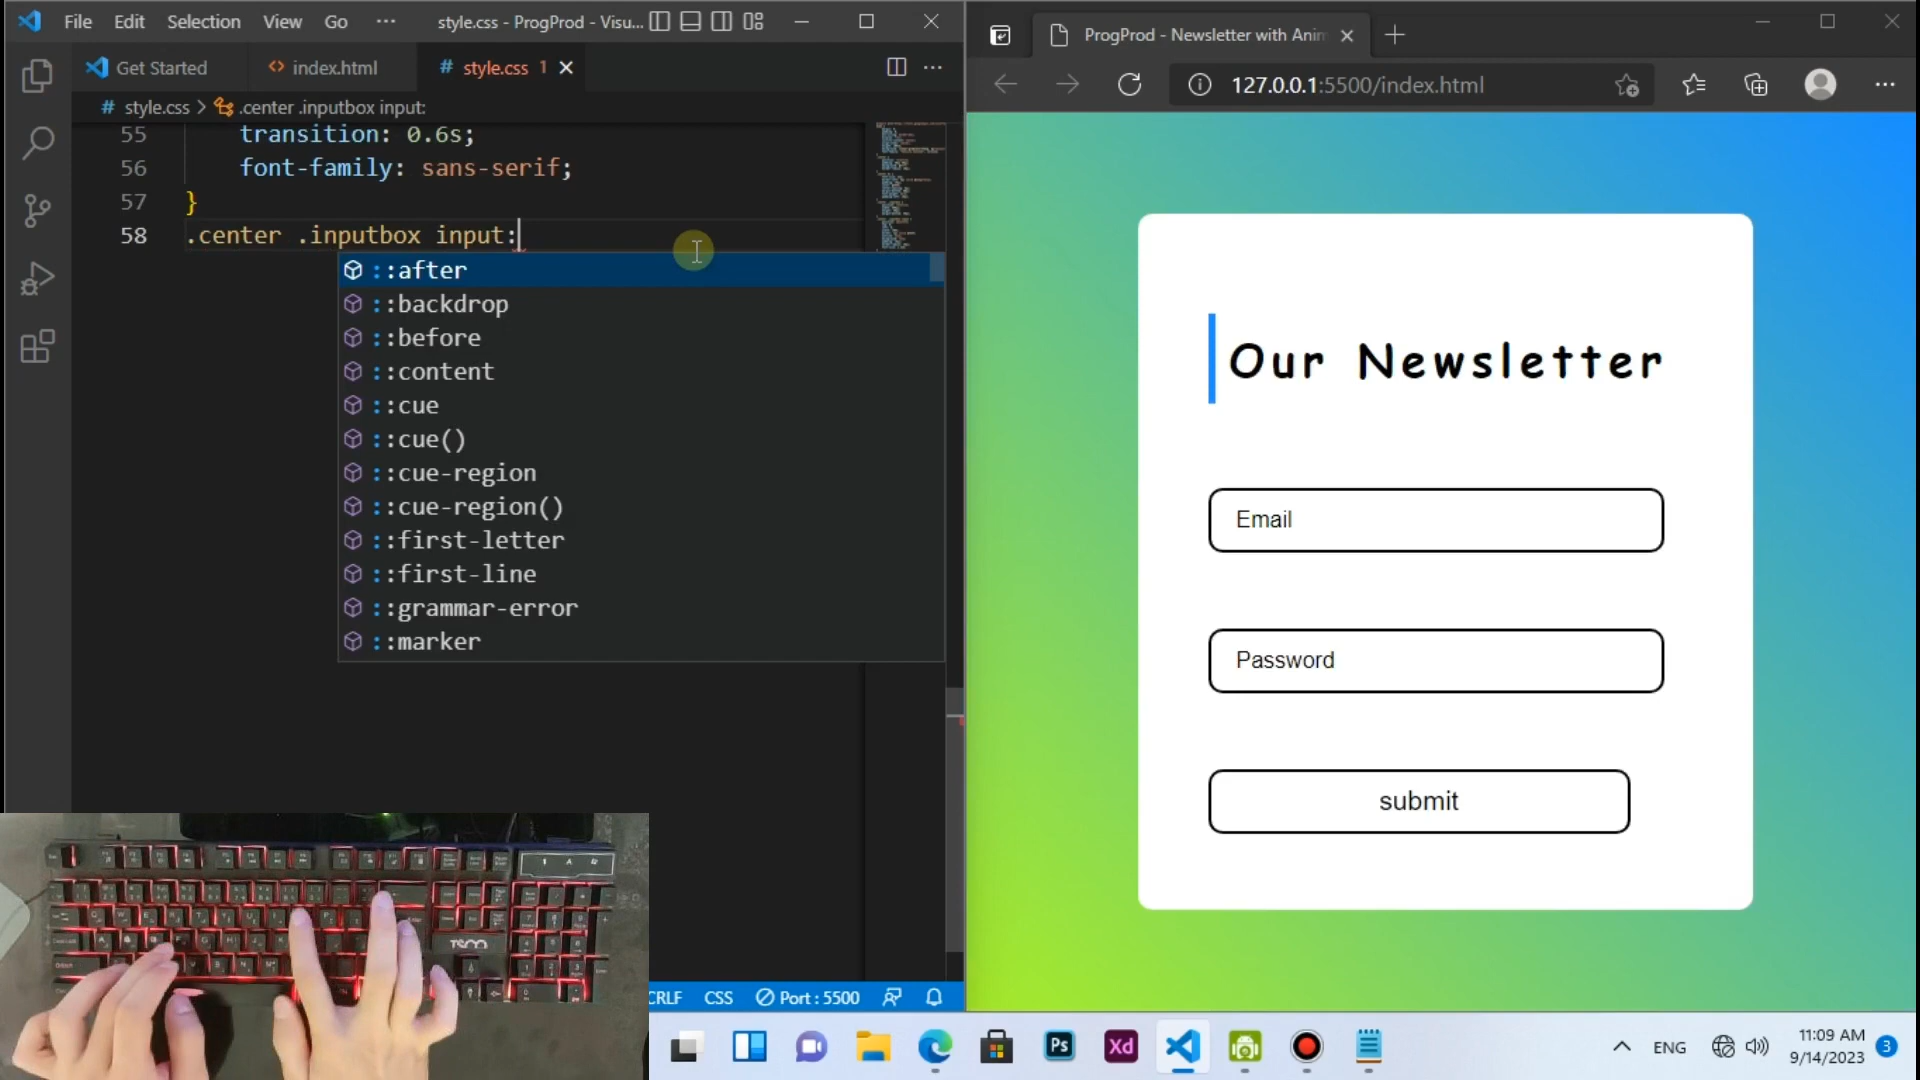 File Edit Selection View Go ··· style.css - ProgProd - Visu...
Get Started index.html # style.css 1
# style.css > .center .inputbox input:
55 transition: 0.6s;
56 font-family: sans-serif;
57 }
58 .center .inputbox input:
::after
::backdrop
::before
::content
::cue
::cue()
::cue-region
::cue-region()
::first-letter
::first-line
::grammar-error
::marker
CRLF CSS Port : 5500
ProgProd - Newsletter with Anim
127.0.0.1:5500/index.html
Our Newsletter
Email
Password
submit
Ps Xd
ENG 11:09 AM
9/14/2023 3